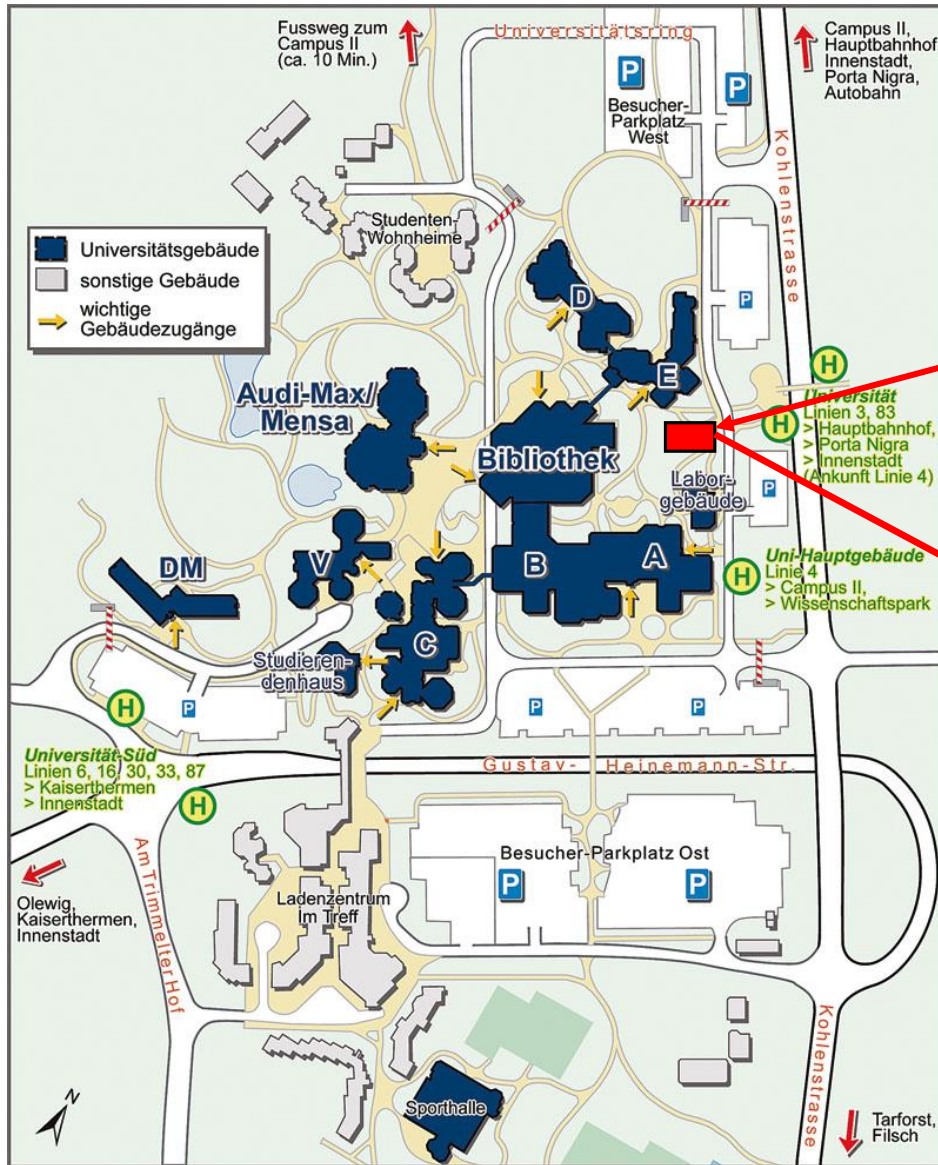 Fussweg zum
Campus II
(ca. 10 Min.)
Universitätsring
Campus II,
Hauptbahnhof
Innenstadt,
Porta Nigra,
Autobahn
P
P
Besucher-
Parkplatz
West
Kohlenstrasse
Studenten-
Wohnheime
Universitätsgebäude
sonstige Gebäude
wichtige
Gebäudezugänge
D
P
E
H
Audi-Max/
Mensa
Universität
H
Linien 3, 83
> Hauptbahnhof,
> Porta Nigra
> Innenstadt
(Ankunft Linie 4)
Bibliothek
Labor-
gebäude
P
V
B
A
DM
H
Uni-Hauptgebäude
Linie 4
> Campus II,
> Wissenschaftspark
C
Studieren-
denhaus
H
P
P
P
Universität-Süd
Linien 6, 16, 30, 33, 87
> Kaiserthermen
> Innenstadt
H
Gustav- Heinemann-Str.
Besucher-Parkplatz Ost
P
P
Olewig,
Kaiserthermen,
Innenstadt
Am Trimmelter Hof
Ladenzentrum
Im Treff
Kohlenstrasse
N
Sporthalle
Tarforst,
Filsch